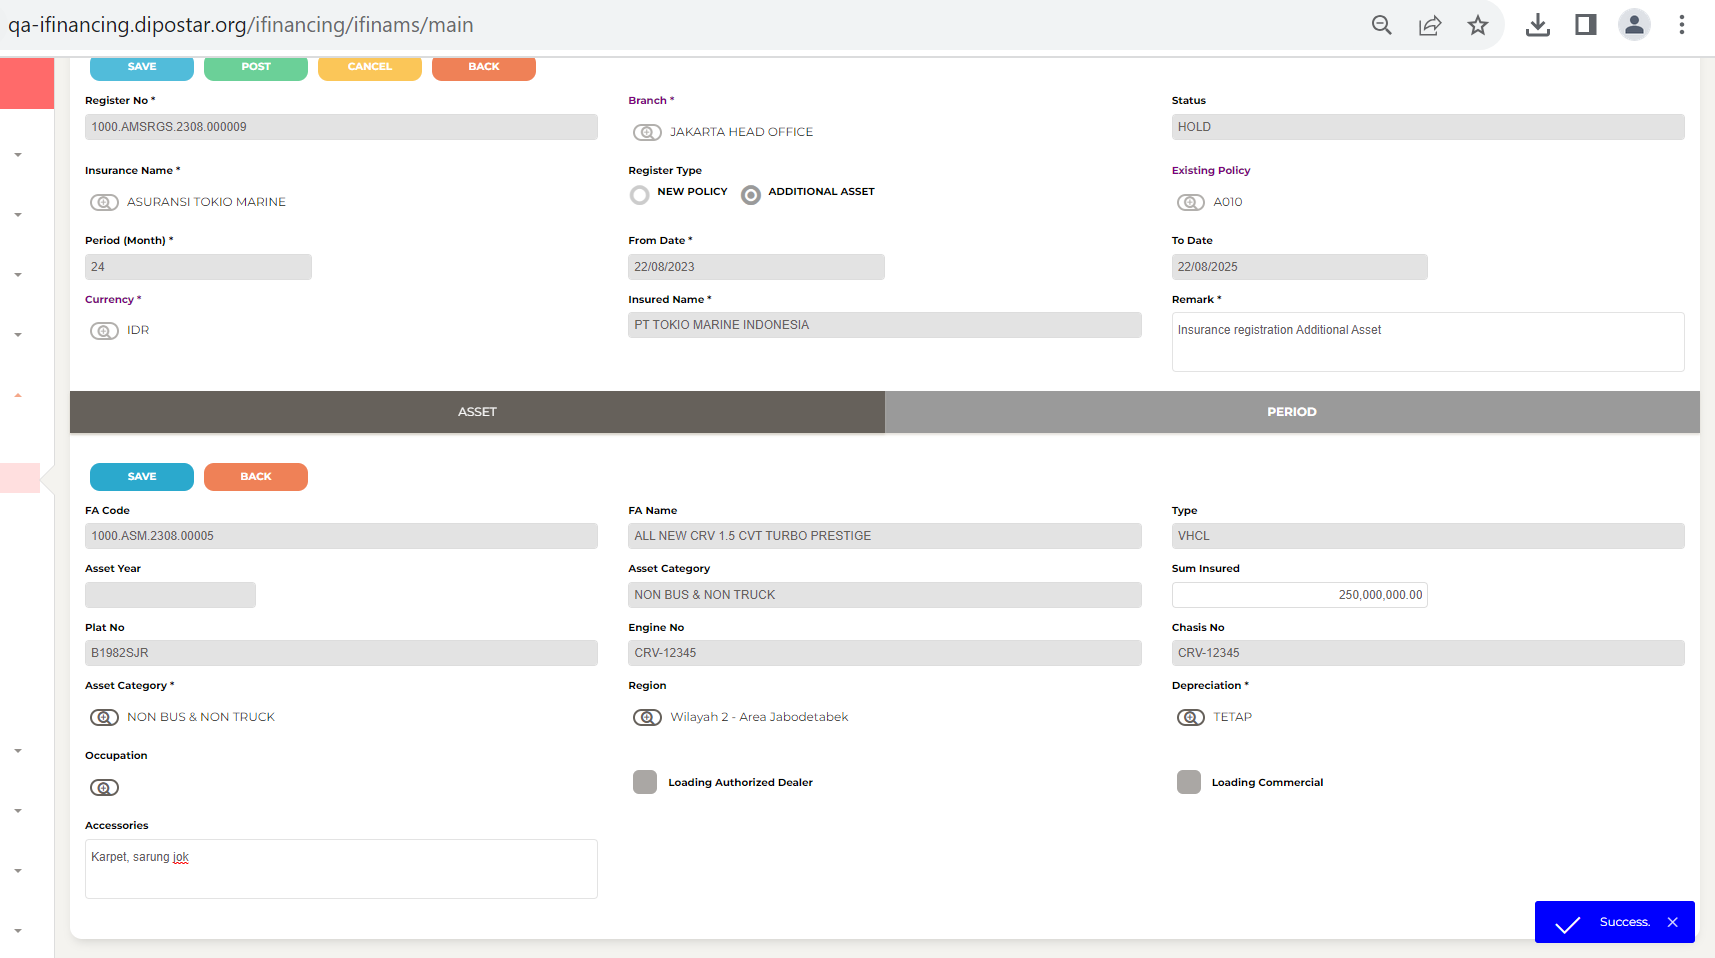 qa-ifinancing.dipostar.org/ifinancing/ifinams/main
SAVE POST CANCEL BACK
Register No * Branch * Status
1000.AMSRGS.2308.000009 JAKARTA HEAD OFFICE HOLD
Insurance Name * Register Type Existing Policy
ASURANSI TOKIO MARINE NEW POLICY ADDITIONAL ASSET A010
Period (Month) * From Date * To Date
24 22/08/2023 22/08/2025
Currency * Insured Name * Remark *
IDR PT TOKIO MARINE INDONESIA Insurance registration Additional Asset
ASSET PERIOD
SAVE BACK
FA Code FA Name Type
1000.ASM.2308.00005 ALL NEW CRV 1.5 CVT TURBO PRESTIGE VHCL
Asset Year Asset Category Sum Insured
NON BUS & NON TRUCK 250,000,000.00
Plat No Engine No Chasis No
B1982SJR CRV-12345 CRV-12345
Asset Category * Region Depreciation *
NON BUS & NON TRUCK Wilayah 2 - Area Jabodetabek TETAP
Occupation
Loading Authorized Dealer Loading Commercial
Accessories
Karpet, sarung jok
Success.